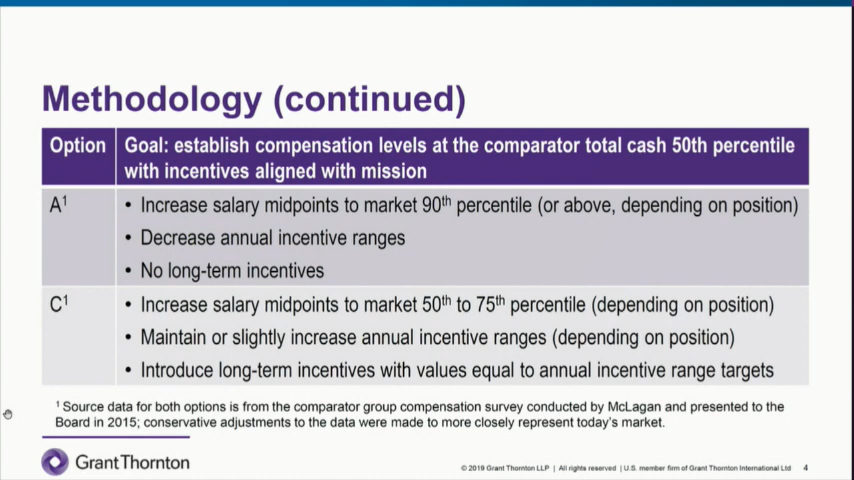 Methodology (continued)
Option
Goal: establish compensation levels at the comparator total cash 50th percentile
with incentives aligned with mission
A¹
• Increase salary midpoints to market 90th percentile (or above, depending on position)
• Decrease annual incentive ranges
• No long-term incentives
C¹
• Increase salary midpoints to market 50th to 75th percentile (depending on position)
• Maintain or slightly increase annual incentive ranges (depending on position)
• Introduce long-term incentives with values equal to annual incentive range targets
¹ Source data for both options is from the comparator group compensation survey conducted by McLagan and presented to the
Board in 2015; conservative adjustments to the data were made to more closely represent today's market.
GrantThornton
© 2019 Grant Thornton LLP | All rights reserved | U.S. member firm of Grant Thornton International Ltd 4